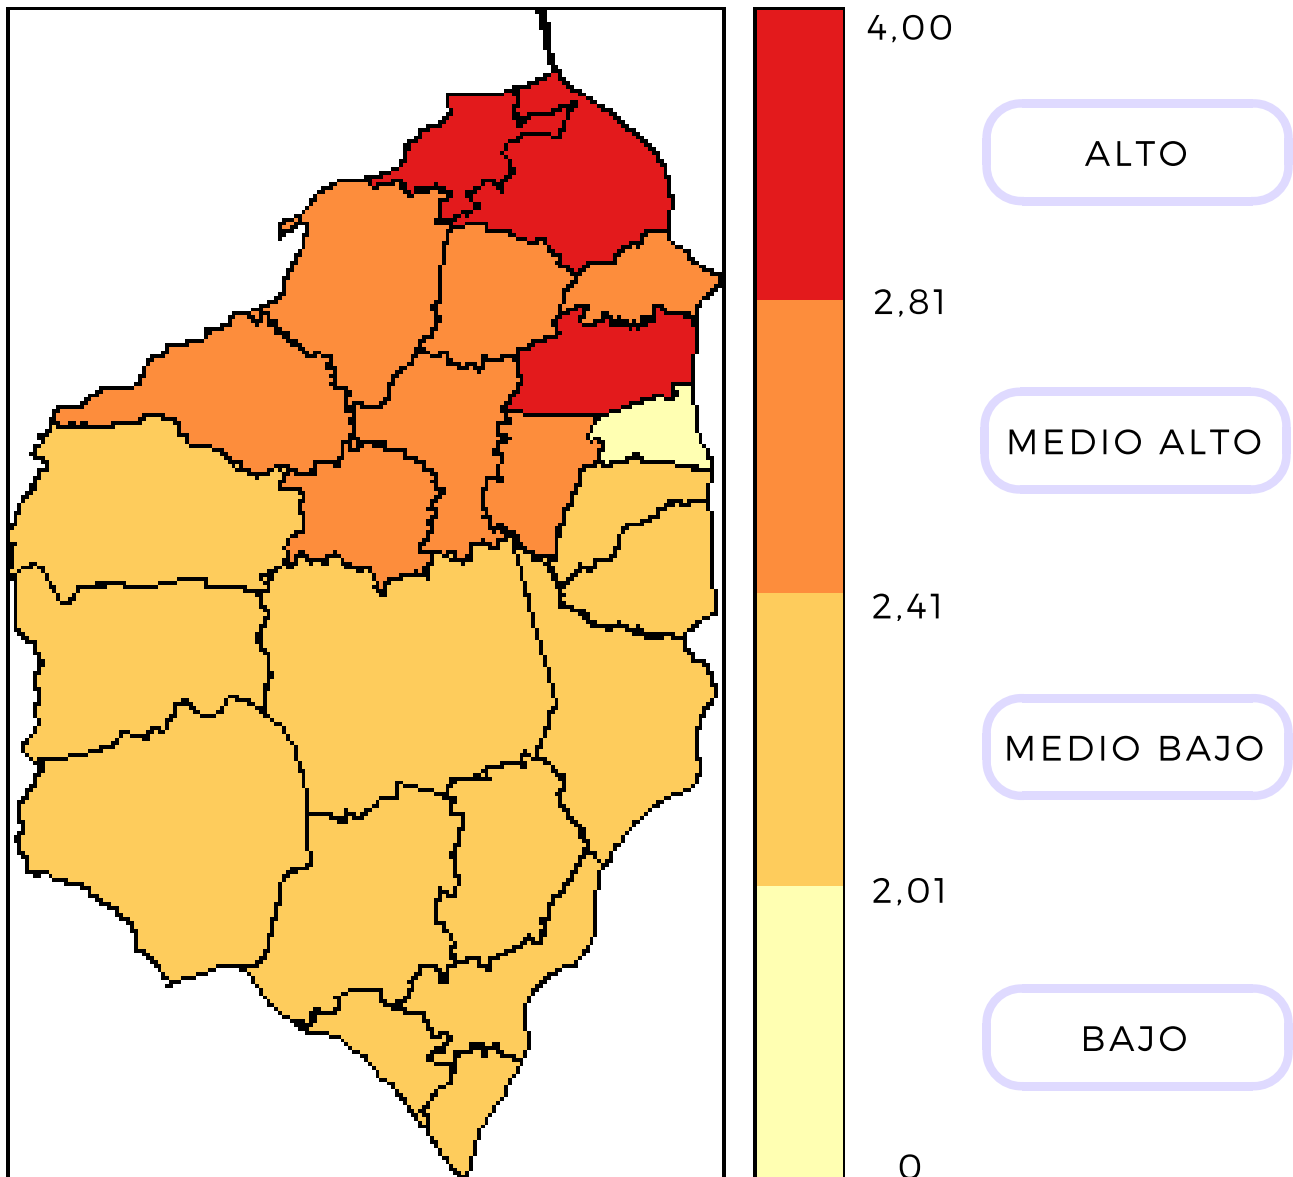 4,00
ALTO
2,81
MEDIO ALTO
2,41
MEDIO BAJO
2,01
BAJO
0